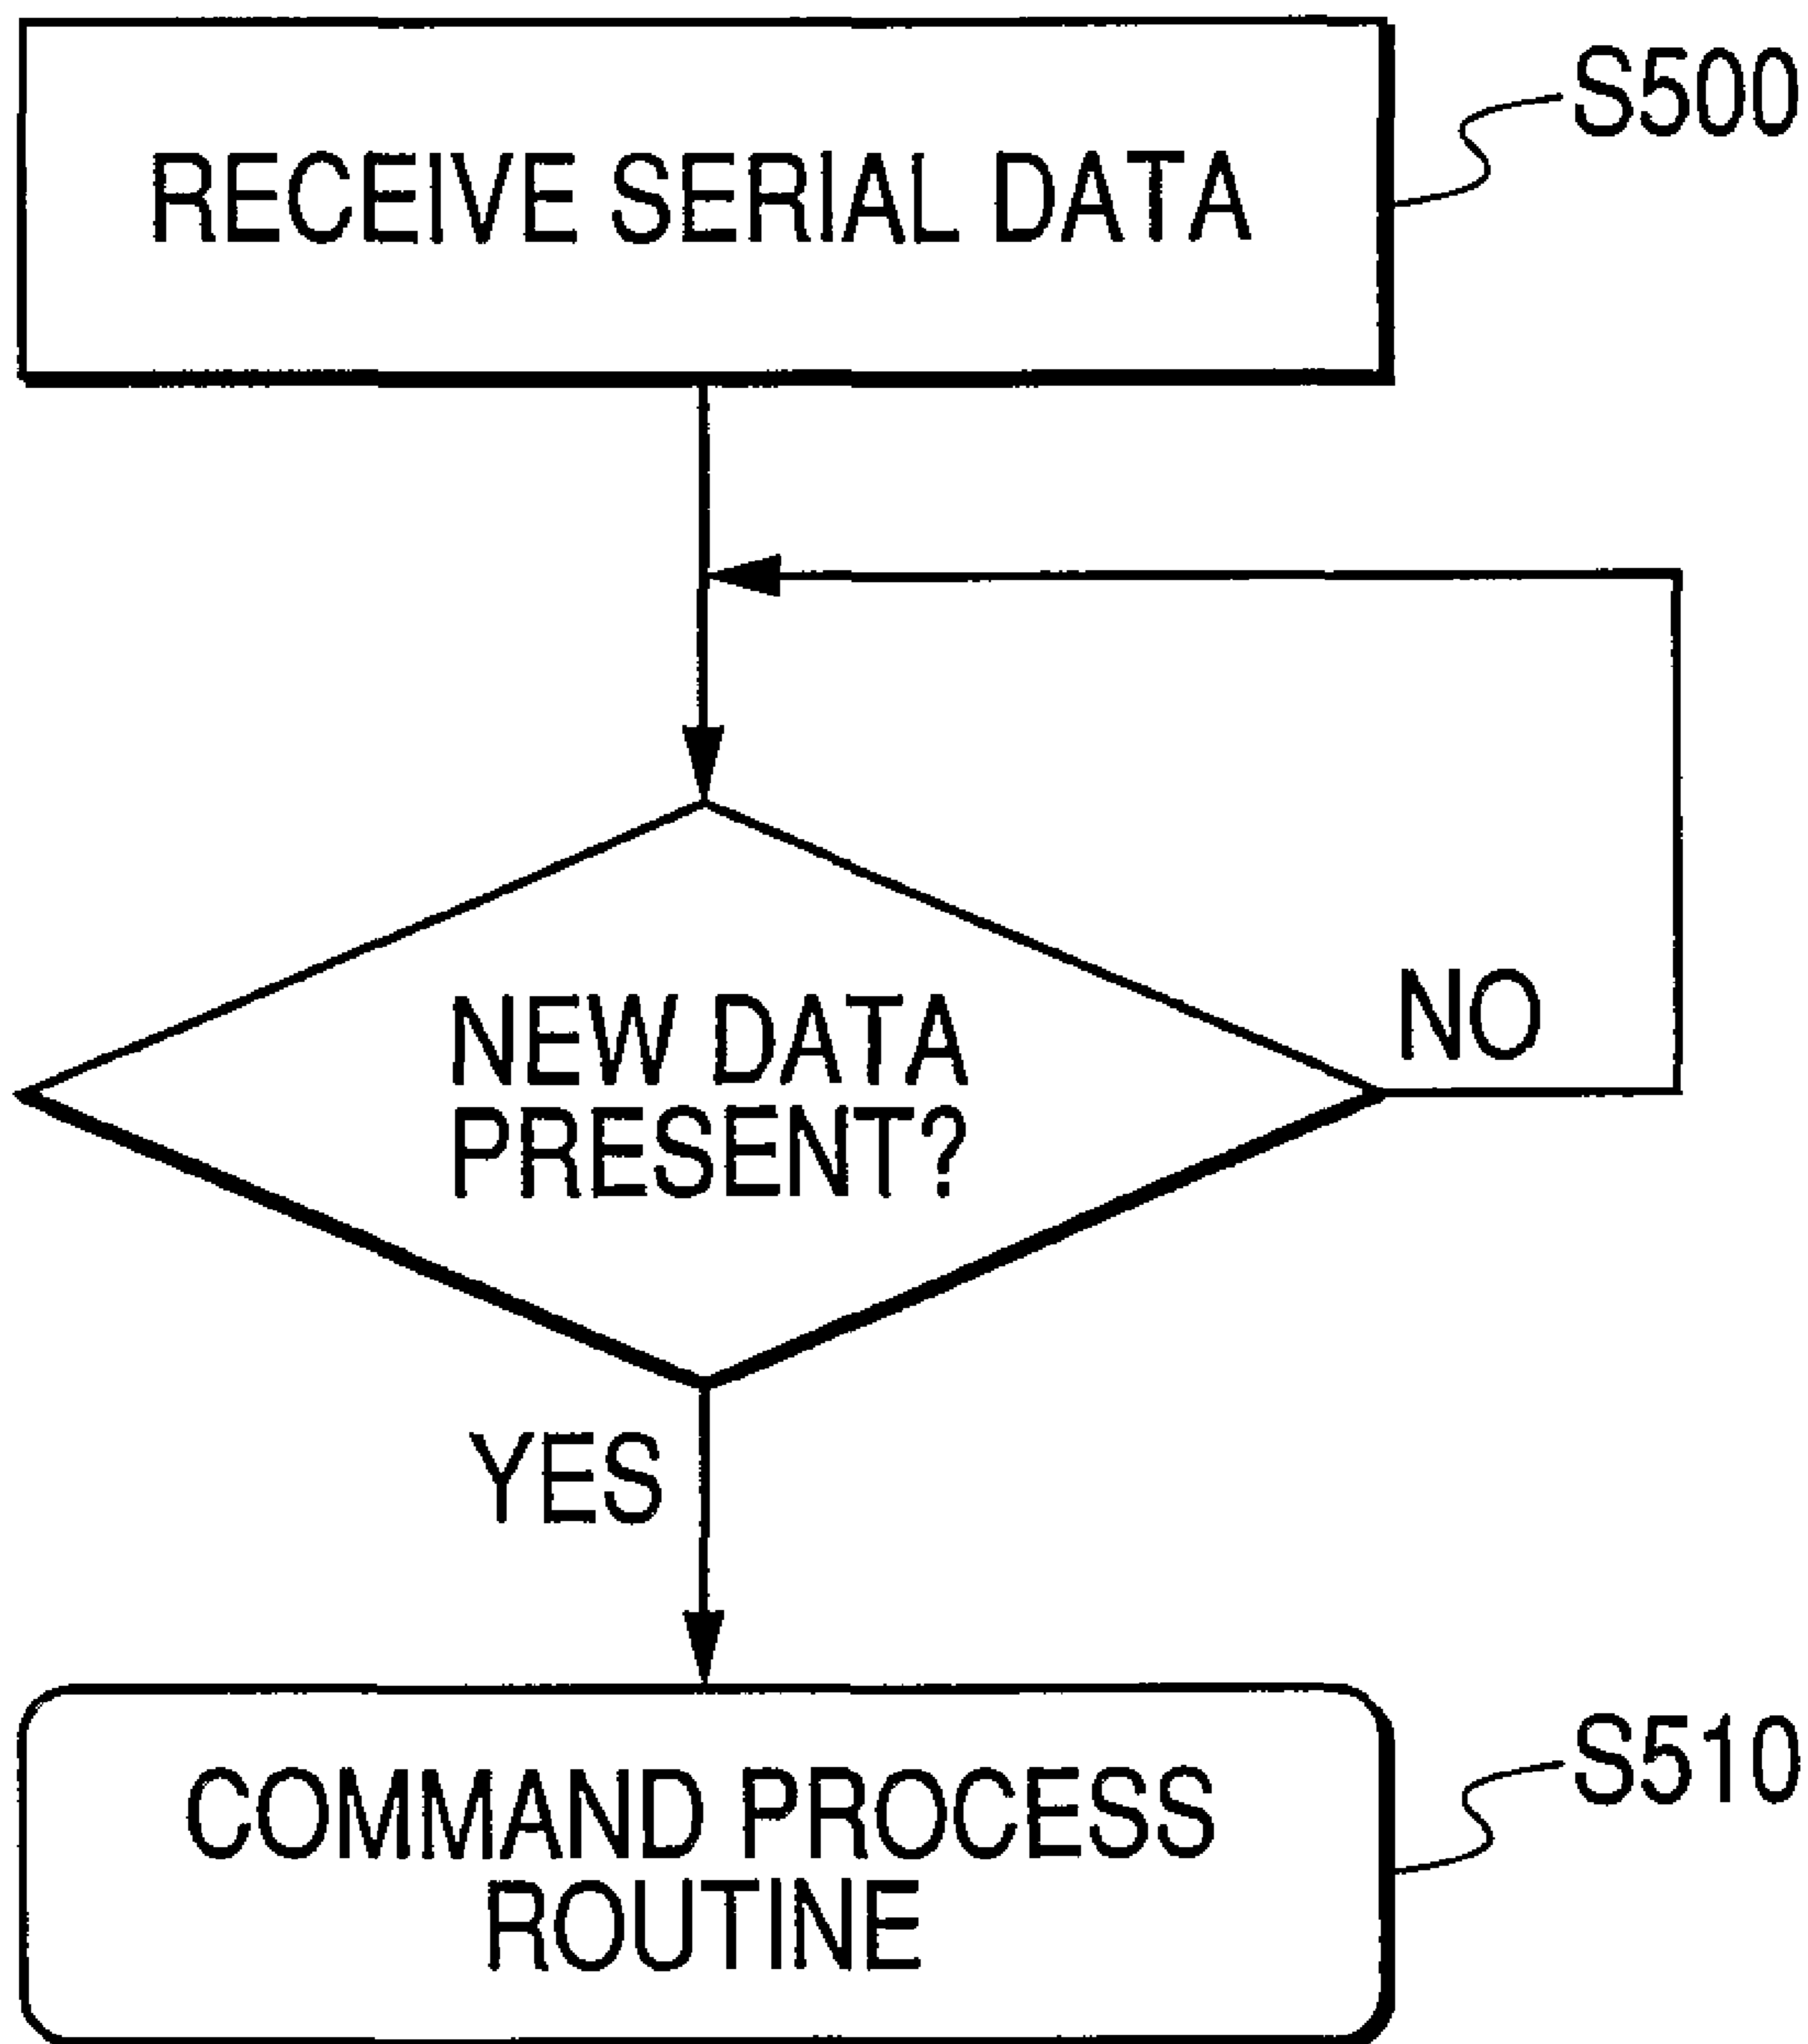 RECEIVE SERIAL DATA
S500
NEW DATA
PRESENT?
NO
YES
COMMAND PROCESS
ROUTINE
S510